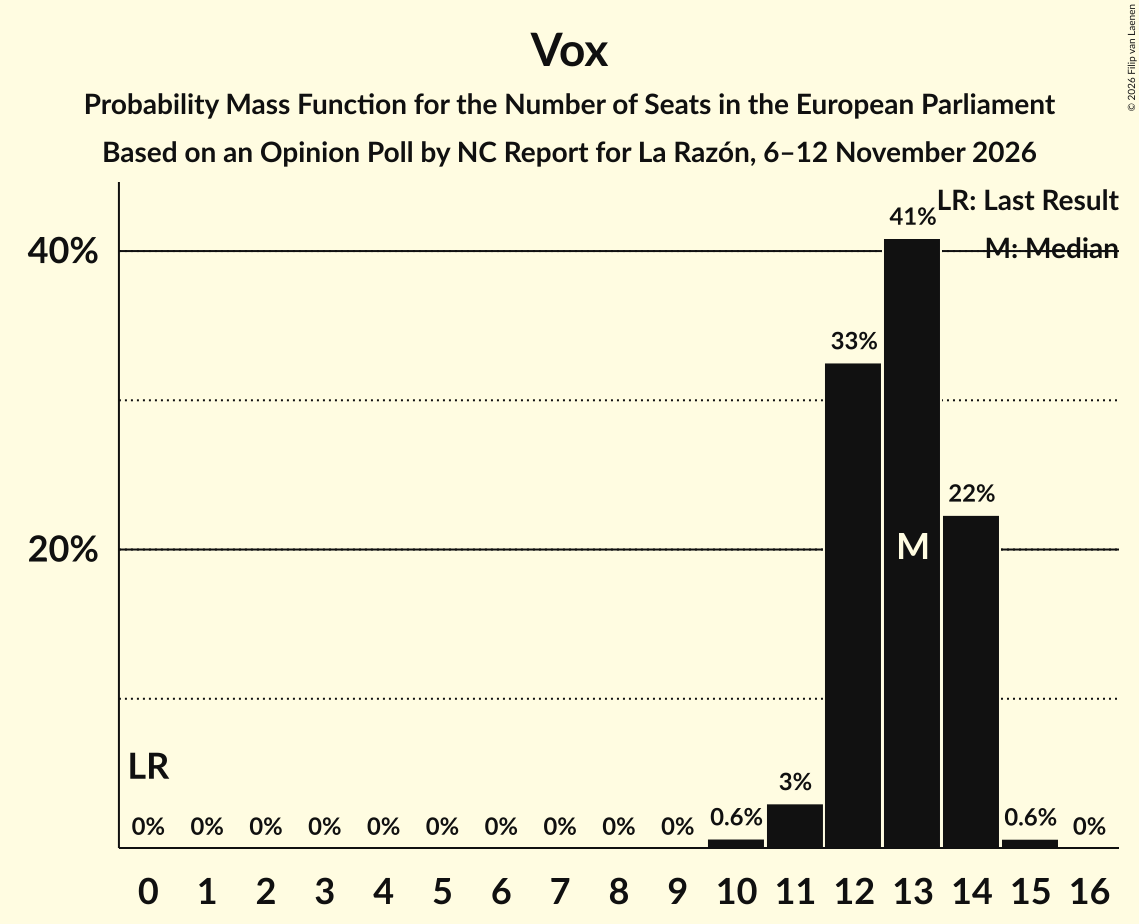 Vox
Probability Mass Function for the Number of Seats in the European Parliament
Based on an Opinion Poll by NC Report for La Razón, 6–12 November 2026
© 2026 Filip van Laenen
LR: Last Result
M: Median
40%
20%
41%
33%
22%
M
LR
0% 0% 0% 0% 0% 0% 0% 0% 0% 0% 0.6% 3% 0.6% 0%
0 1 2 3 4 5 6 7 8 9 10 11 12 13 14 15 16